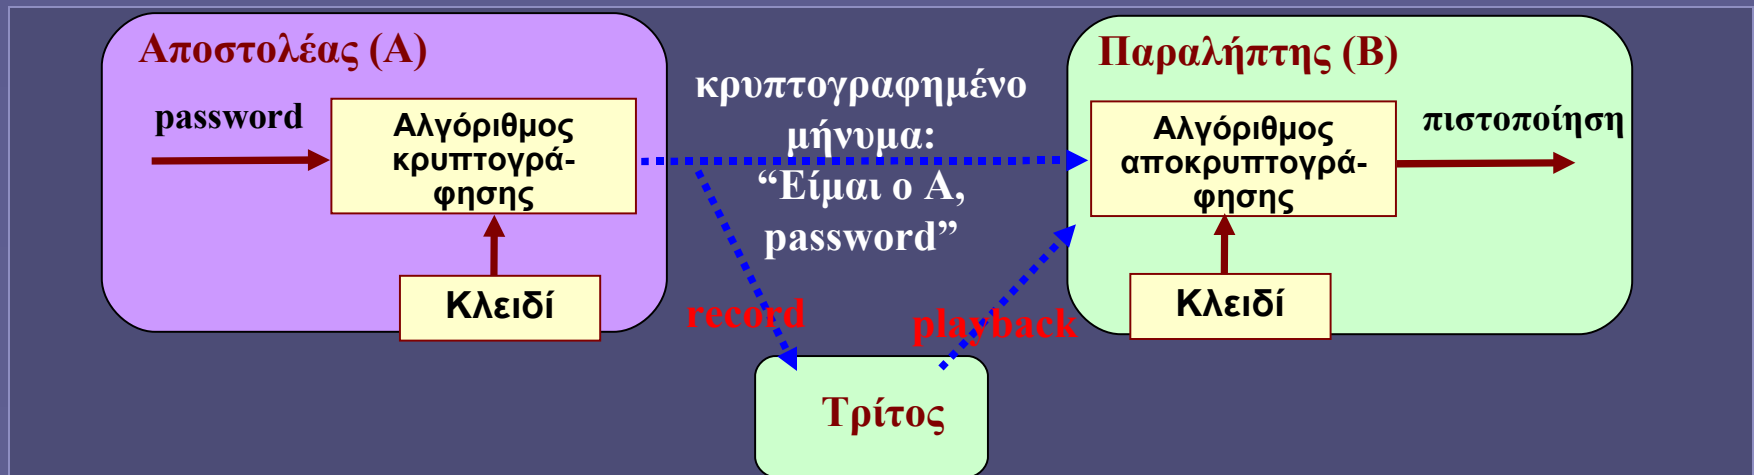 Αποστολέας (Α)
password
Αλγόριθμος
κρυπτογρά-
φησης
Κλειδί
κρυπτογραφημένο
μήνυμα:
“Είμαι ο Α,
password”
record
playback
Τρίτος
Παραλήπτης (Β)
Αλγόριθμος
αποκρυπτογρά-
φησης
Κλειδί
πιστοποίηση